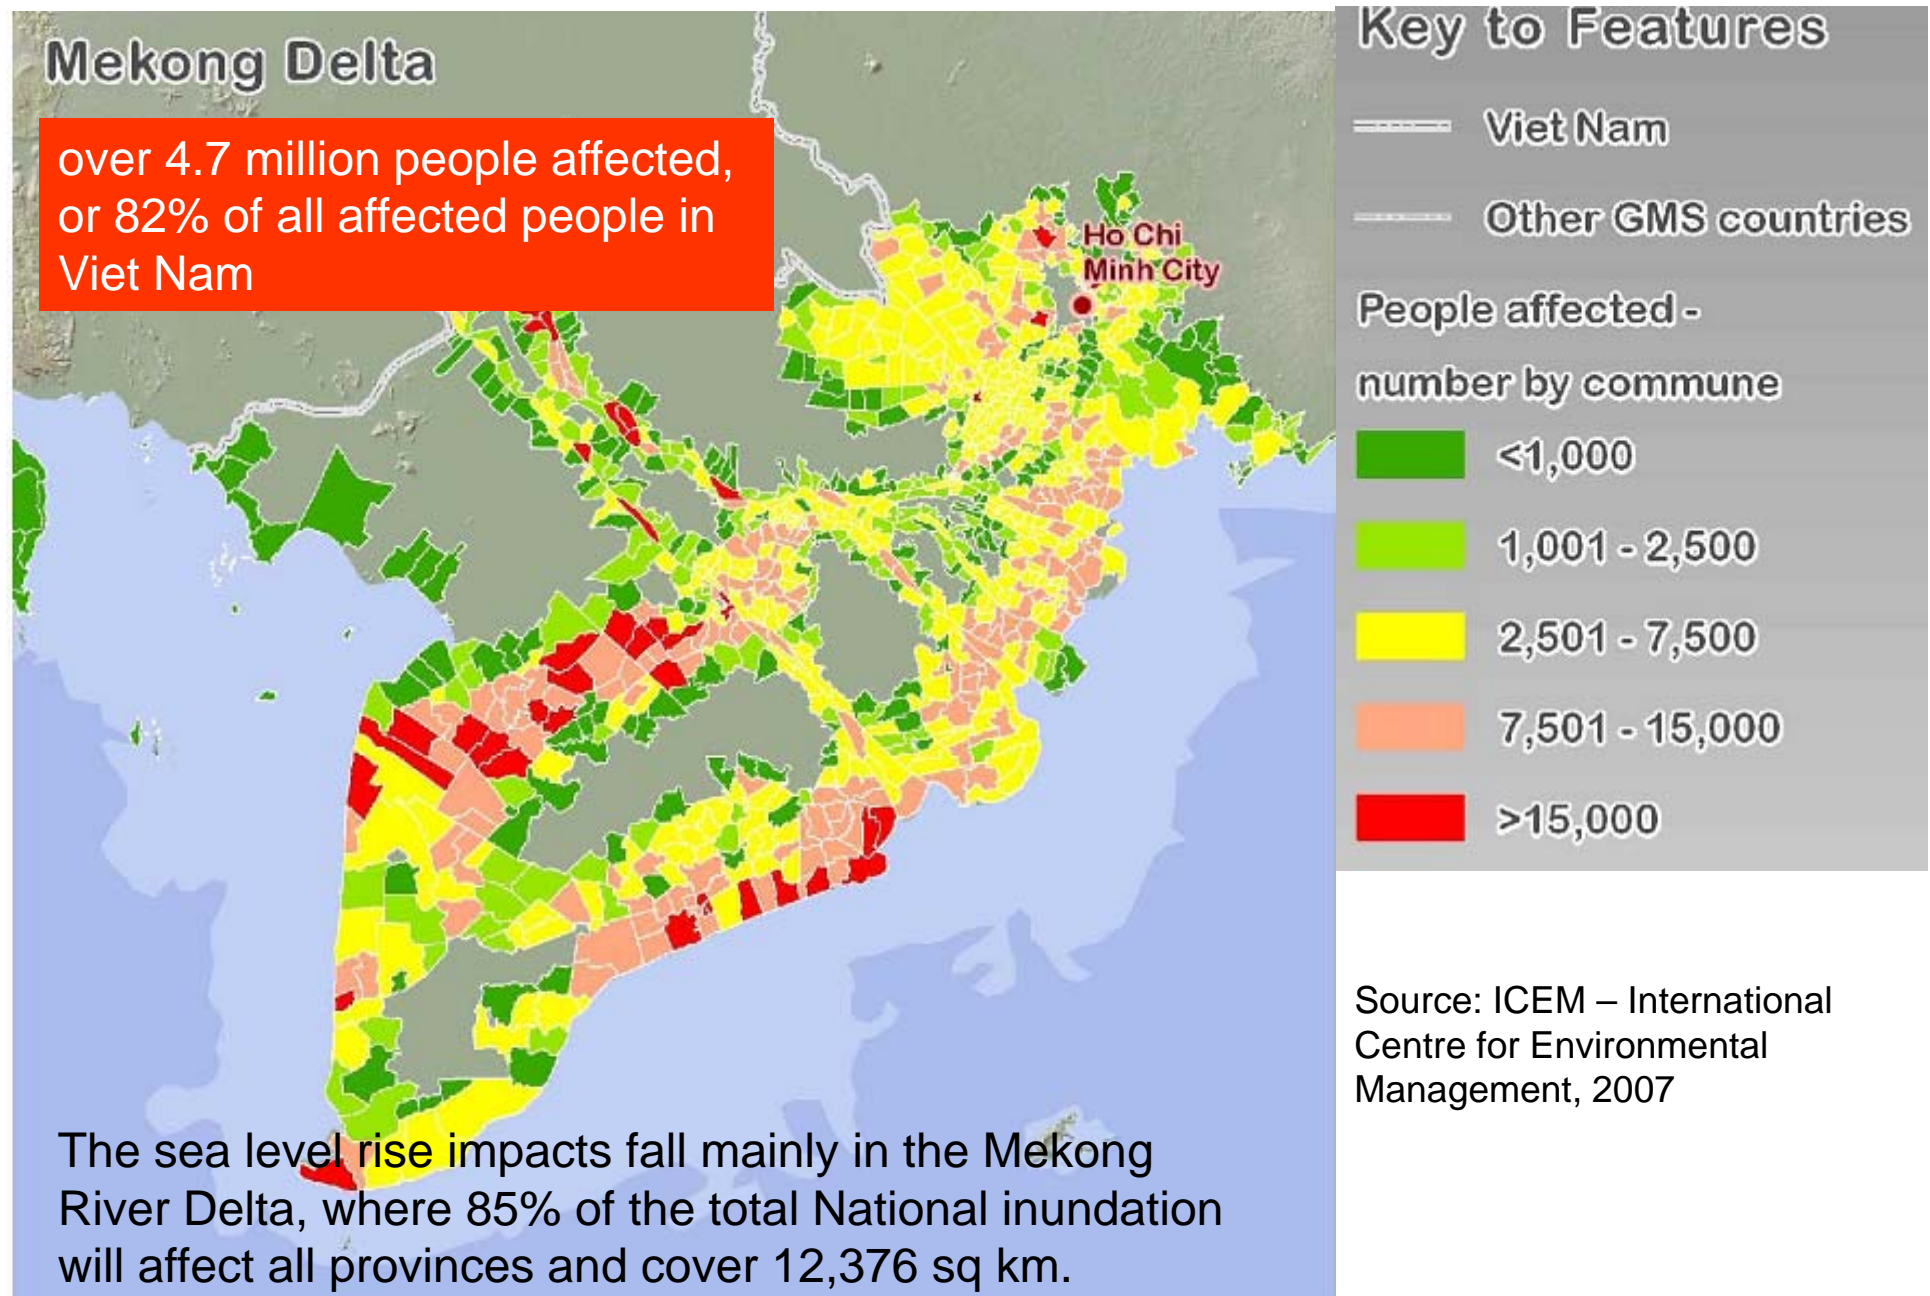 Mekong Delta
over 4.7 million people affected,
or 82% of all affected people in
Viet Nam
Ho Chi
Minh City
The sea level rise impacts fall mainly in the Mekong
River Delta, where 85% of the total National inundation
will affect all provinces and cover 12,376 sq km.
Key to Features
Viet Nam
Other GMS countries
People affected -
number by commune
<1,000
1,001 - 2,500
2,501 - 7,500
7,501 - 15,000
>15,000
Source: ICEM – International
Centre for Environmental
Management, 2007